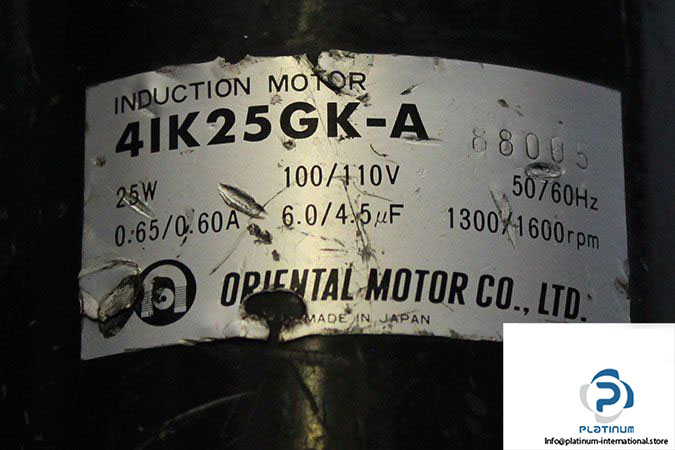 INDUCTION MOTOR
4IK25GK-A 88005
25W 100/110V 50/60Hz
0.65/0.60A 6.0/4.5µF 1300/1600rpm
ORIENTAL MOTOR CO., LTD.
MADE IN JAPAN
PLATINUM
Info@platinum-international.store